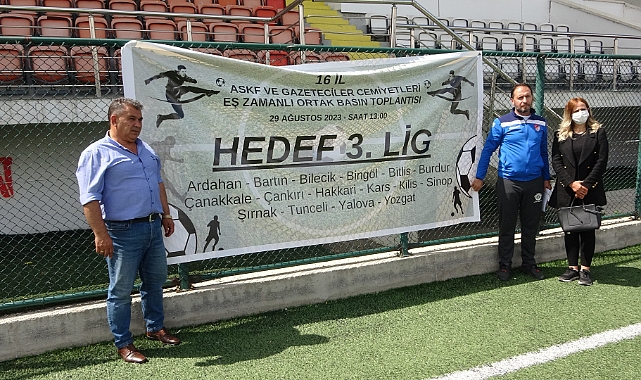 16 İL
ASKF VE GAZETECİLER CEMİYETLERİ
EŞ ZAMANLI ORTAK BASIN TOPLANTISI
29 AĞUSTOS 2023 - SAAT 13:00
HEDEF 3. LİG
Ardahan - Bartın - Bilecik - Bingöl - Bitlis - Burdur
Çanakkale - Çankırı - Hakkari - Kars - Kilis - Sinop
Şırnak - Tunceli - Yalova - Yozgat